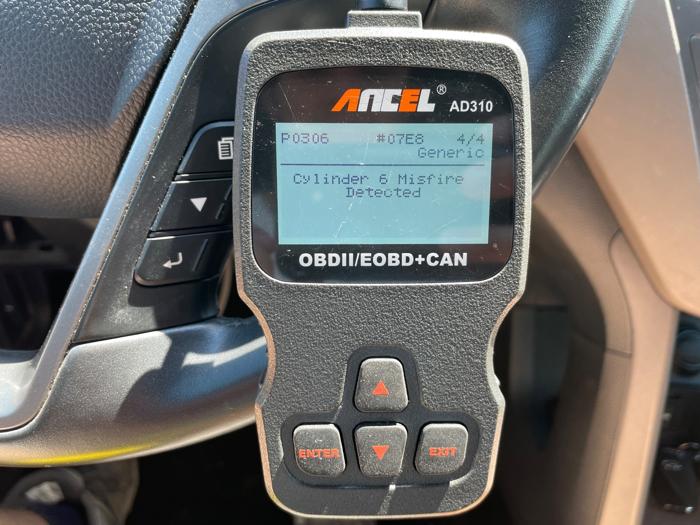 ANCEL® AD310
P0306 #07E8 4/4
Generic
Cylinder 6 Misfire
Detected
OBDII/EOBD+CAN
ENTER EXIT